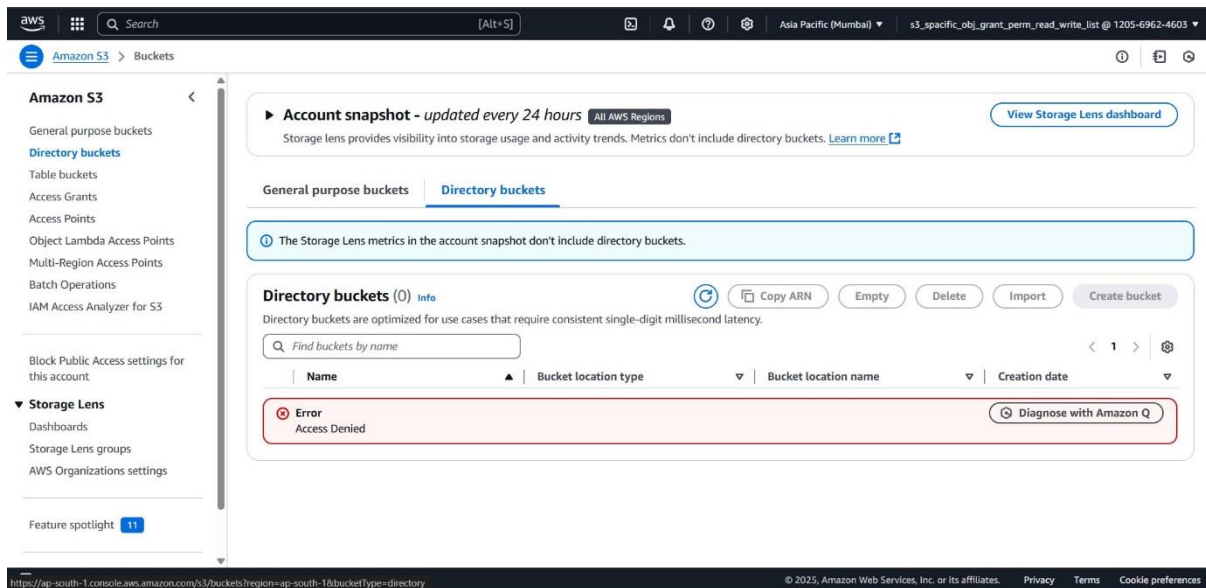 aws
Search [Alt+S] Asia Pacific (Mumbai) ▼ s3_spacific_obj_grant_perm_read_write_list @ 1205-6962-4603 ▼
Amazon S3 > Buckets
Amazon S3
General purpose buckets
Directory buckets
Table buckets
Access Grants
Access Points
Object Lambda Access Points
Multi-Region Access Points
Batch Operations
IAM Access Analyzer for S3
Block Public Access settings for
this account
▼ Storage Lens
Dashboards
Storage Lens groups
AWS Organizations settings
Feature spotlight 11
▶ Account snapshot - updated every 24 hours All AWS Regions
View Storage Lens dashboard
Storage lens provides visibility into storage usage and activity trends. Metrics don't include directory buckets. Learn more
General purpose buckets Directory buckets
The Storage Lens metrics in the account snapshot don't include directory buckets.
Directory buckets (0) Info
Copy ARN Empty Delete Import Create bucket
Directory buckets are optimized for use cases that require consistent single-digit millisecond latency.
Find buckets by name
< 1 >
Name ▲ Bucket location type Bucket location name Creation date
Error
Access Denied
Diagnose with Amazon Q
https://ap-south-1.console.aws.amazon.com/s3/buckets?region=ap-south-1&bucketType=directory
© 2025, Amazon Web Services, Inc. or its affiliates. Privacy Terms Cookie preferences